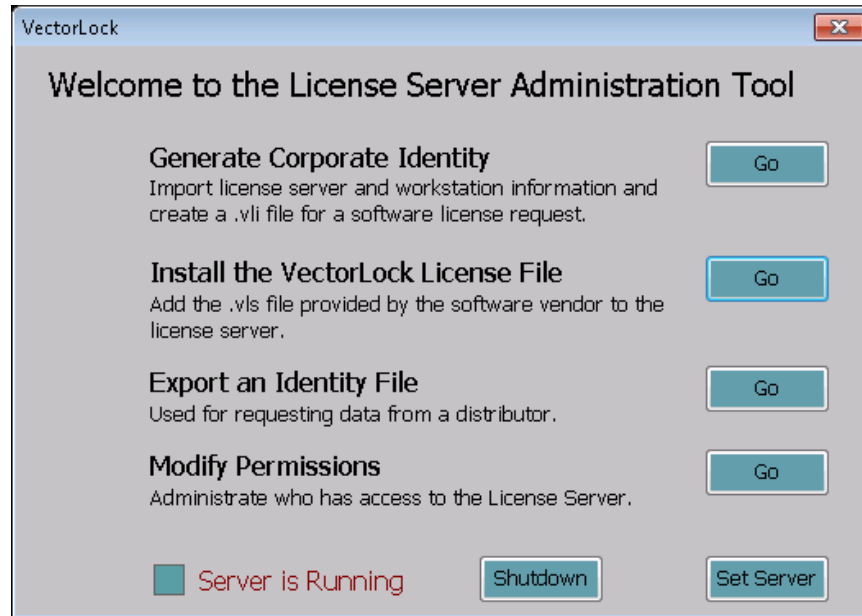 VectorLock
Welcome to the License Server Administration Tool
Generate Corporate Identity
Go
Import license server and workstation information and
create a .vli file for a software license request.
Install the VectorLock License File
Go
Add the .vls file provided by the software vendor to the
license server.
Export an Identity File
Go
Used for requesting data from a distributor.
Modify Permissions
Go
Administrate who has access to the License Server.
Server is Running
Shutdown
Set Server